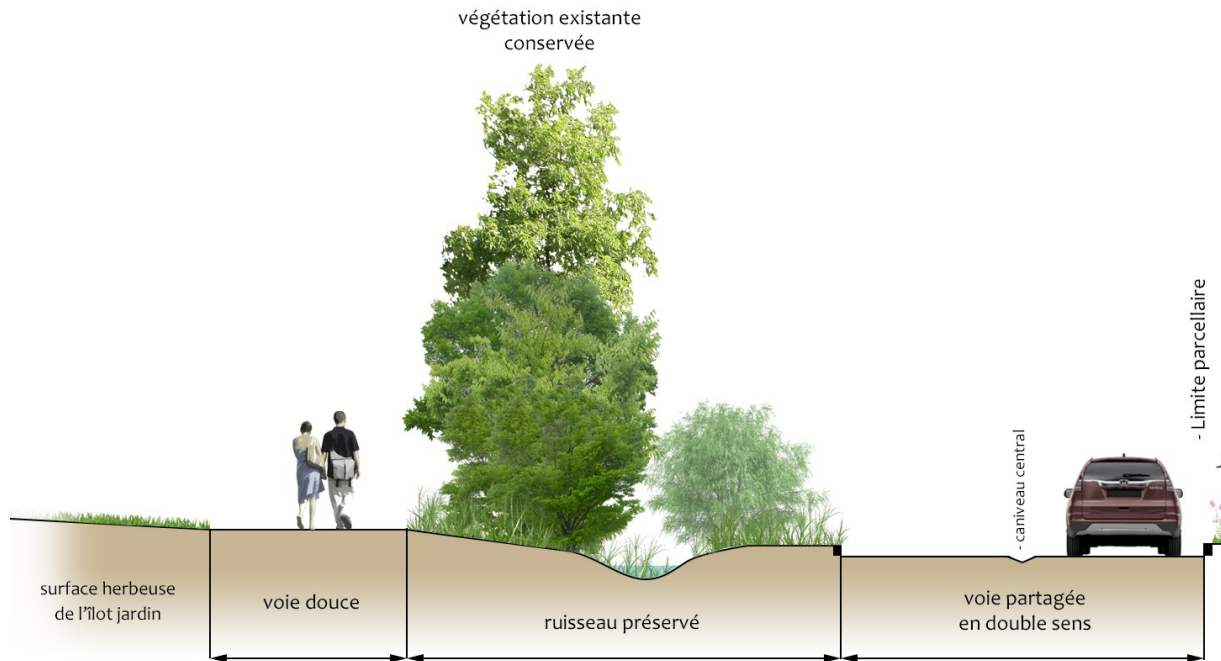 végétation existante
conservée
- Limite parcellaire
- caniveau central
surface herbeuse
de l'îlot jardin
voie douce
ruisseau préservé
voie partagée
en double sens